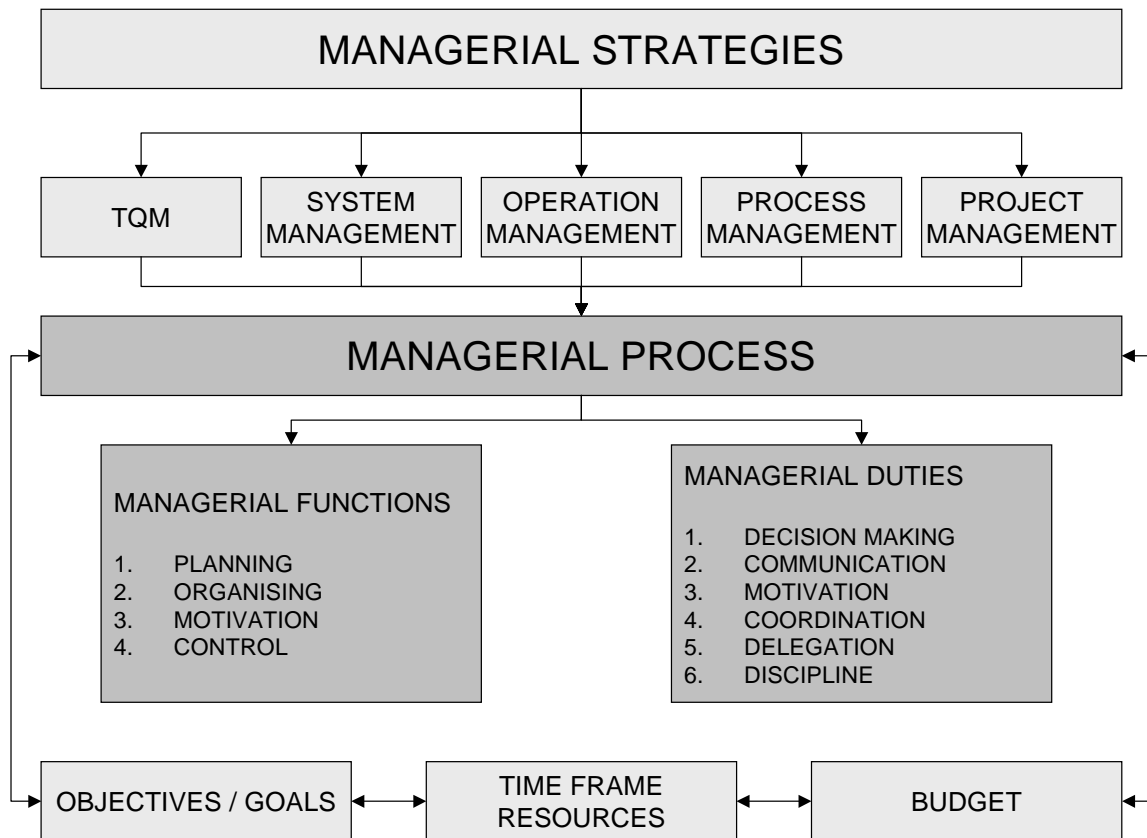 MANAGERIAL STRATEGIES
TQM
SYSTEM
MANAGEMENT
OPERATION
MANAGEMENT
PROCESS
MANAGEMENT
PROJECT
MANAGEMENT
MANAGERIAL PROCESS
MANAGERIAL FUNCTIONS
1. PLANNING
2. ORGANISING
3. MOTIVATION
4. CONTROL
MANAGERIAL DUTIES
1. DECISION MAKING
2. COMMUNICATION
3. MOTIVATION
4. COORDINATION
5. DELEGATION
6. DISCIPLINE
OBJECTIVES / GOALS
TIME FRAME
RESOURCES
BUDGET